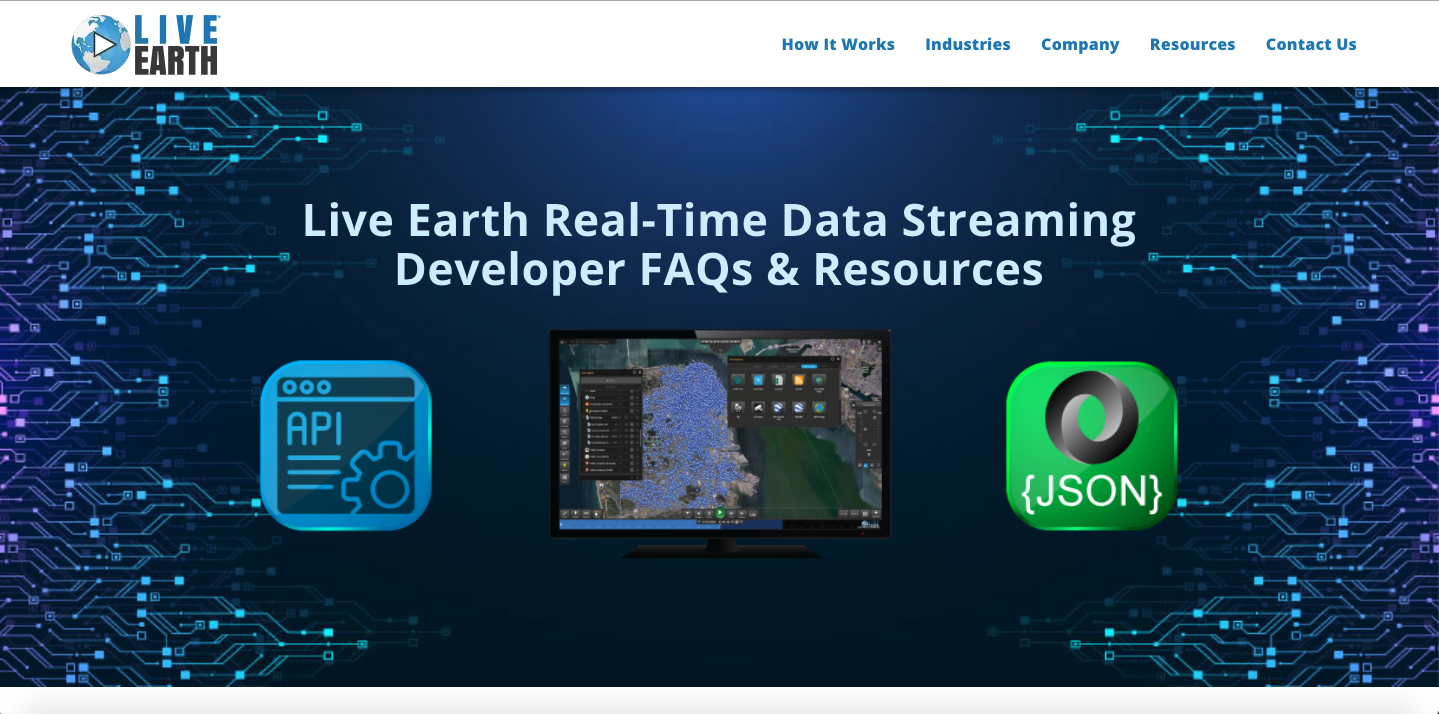 LIVE
EARTH
How It Works
Industries
Company
Resources
Contact Us
Live Earth Real-Time Data Streaming
Developer FAQs & Resources
API
{JSON}